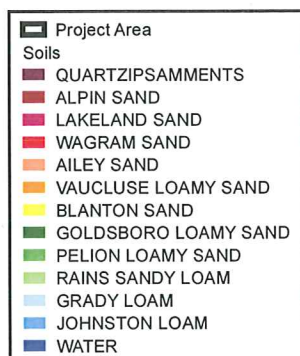 Project Area
Soils
QUARTZIPSAMMENTS
ALPIN SAND
LAKELAND SAND
WAGRAM SAND
AILEY SAND
VAUCLUSE LOAMY SAND
BLANTON SAND
GOLDSBORO LOAMY SAND
PELION LOAMY SAND
RAINS SANDY LOAM
GRADY LOAM
JOHNSTON LOAM
WATER